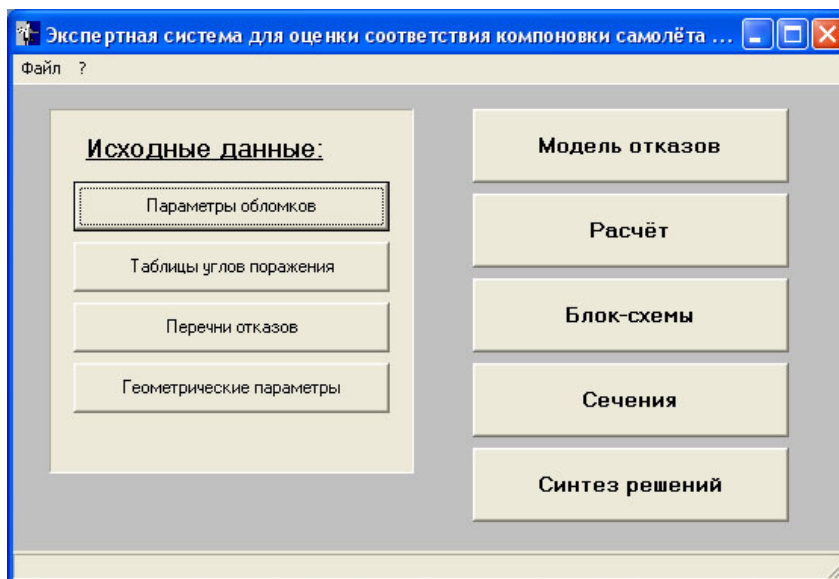 Экспертная система для оценки соответствия компоновки самолёта ...
Файл ?
Исходные данные:
Параметры обломков
Таблицы углов поражения
Перечни отказов
Геометрические параметры
Модель отказов
Расчёт
Блок-схемы
Сечения
Синтез решений